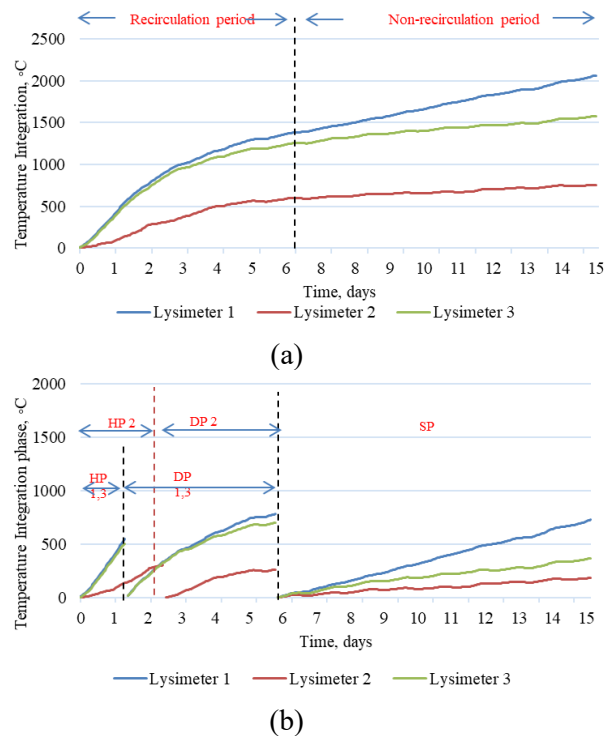 Recirculation period
Non-recirculation period
2500
2000
1500
1000
500
0
Temperature Integration, °C
0 1 2 3 4 5 6 8 9 10 10 11 12 13 14 15
Time, days
Lysimeter 1 Lysimeter 2 Lysimeter 3
(a)
2000
1500
1000
500
0
Temperature Integration phase, °C
HP 2
DP 2
SP
HP
1,3
DP
1,3
0 1 2 3 4 5 6 7 8 9 10 11 12 13 14 15
Time, days
Lysimeter 1 Lysimeter 2 Lysimeter 3
(b)